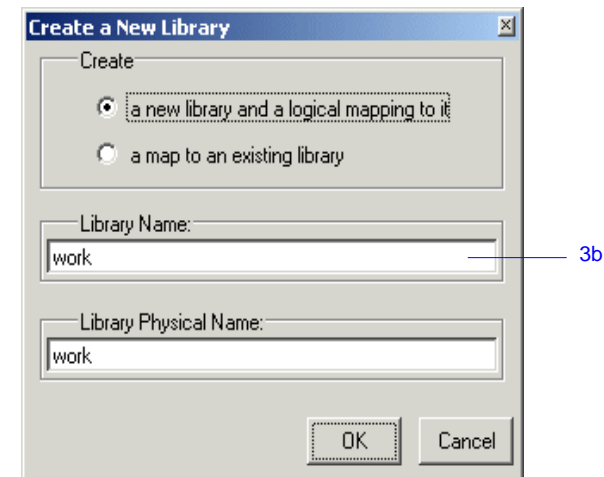 Create a New Library
Create
a new library and a logical mapping to it
a map to an existing library
Library Name:
work
3b
Library Physical Name:
work
OK
Cancel